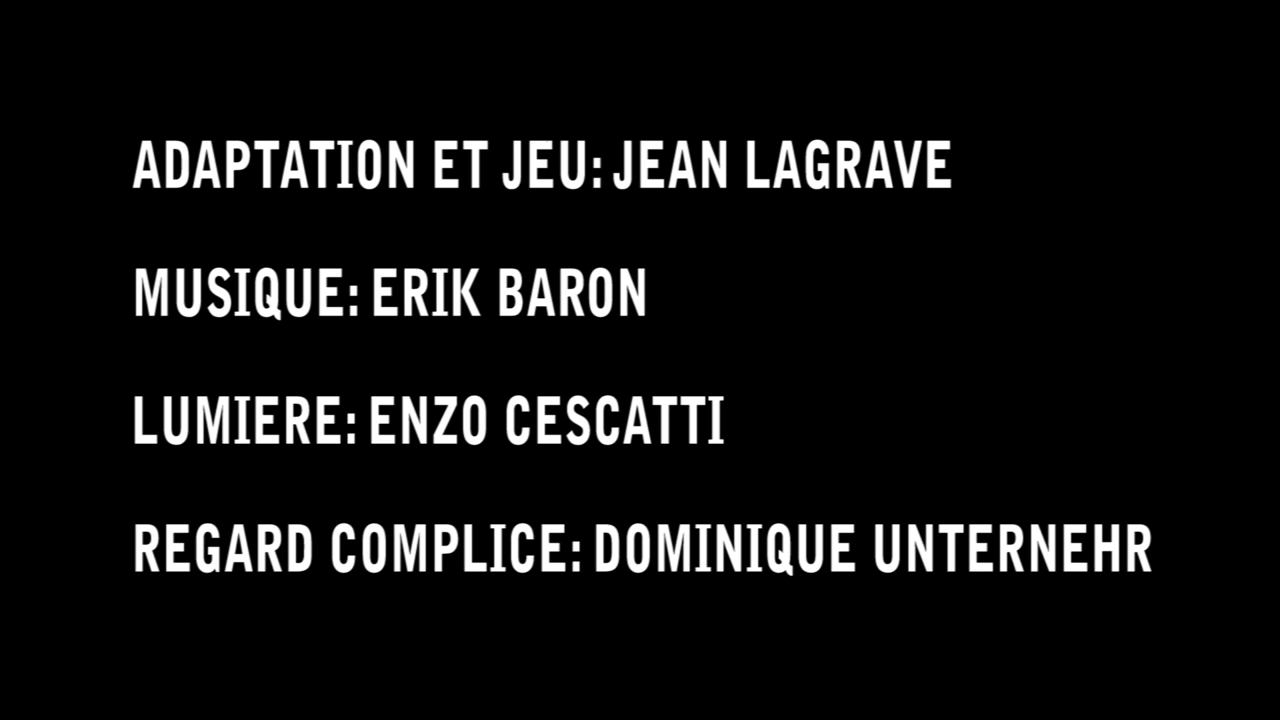 ADAPTATION ET JEU: JEAN LAGRAVE
MUSIQUE: ERIK BARON
LUMIERE: ENZO CESCATTI
REGARD COMPLICE: DOMINIQUE UNTERNEHR